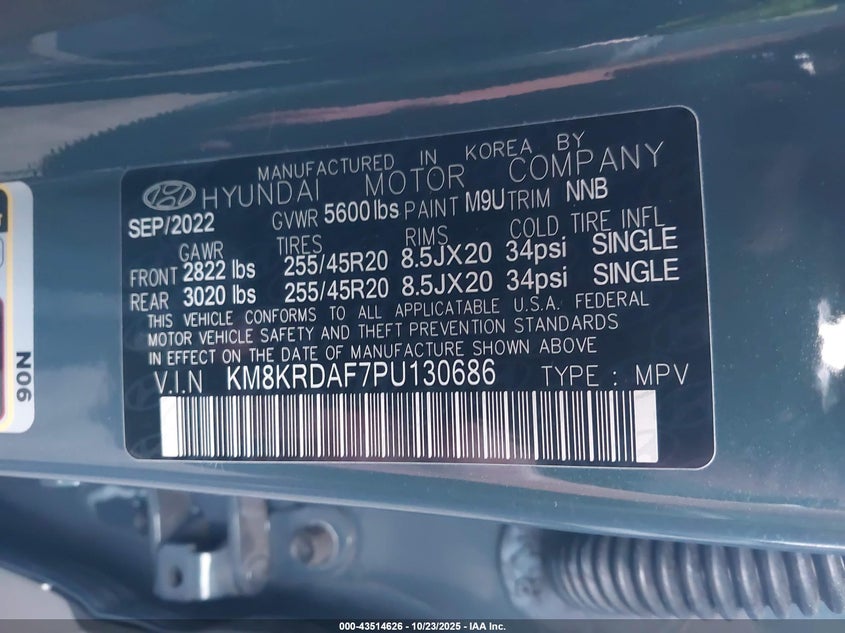 MANUFACTURED IN KOREA BY
HYUNDAI MOTOR COMPANY
SEP/2022 GVWR 5600lbs PAINT M9U TRIM NNB
GAWR TIRES RIMS COLD TIRE INFL
FRONT 2822 lbs 255/45R20 8.5JX20 34psi SINGLE
REAR 3020 lbs 255/45R20 8.5JX20 34psi SINGLE
THIS VEHICLE CONFORMS TO ALL APPLICATABLE U.S.A. FEDERAL
MOTOR VEHICLE SAFETY AND THEFT PREVENTION STANDARDS
IN EFFECT ON THE DATE OF MANUFACTURE SHOWN ABOVE
V.I.N KM8KRDAF7PU130686 TYPE : MPV
90N
000-43514626 - 10/23/2025 - IAA Inc.